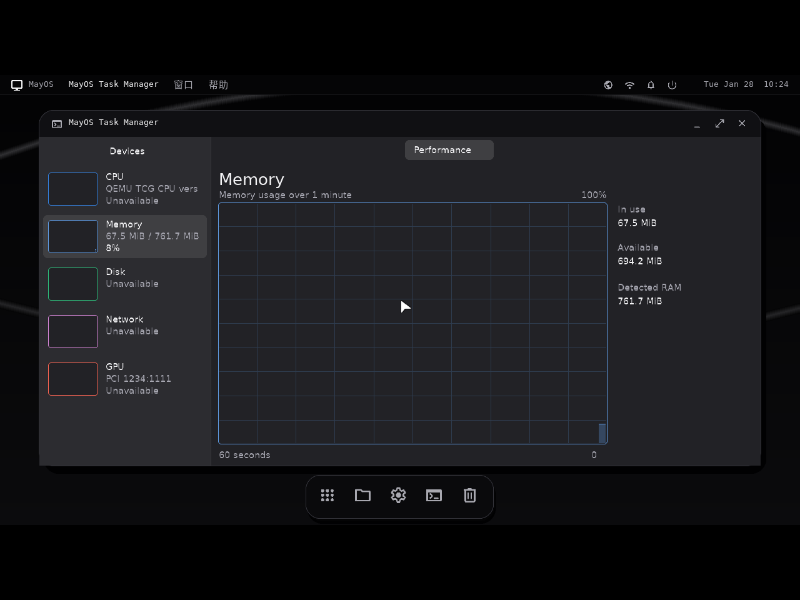 MayOS MayOS Task Manager 窗口 帮助 Tue Jan 28 10:24
MayOS Task Manager
Devices
Performance
CPU
QEMU TCG CPU vers
Unavailable
Memory
67.5 MiB / 761.7 MiB
8%
Disk
Unavailable
Network
Unavailable
GPU
PCI 1234:1111
Unavailable
Memory
Memory usage over 1 minute 100%
60 seconds 0
In use
67.5 MiB
Available
694.2 MiB
Detected RAM
761.7 MiB